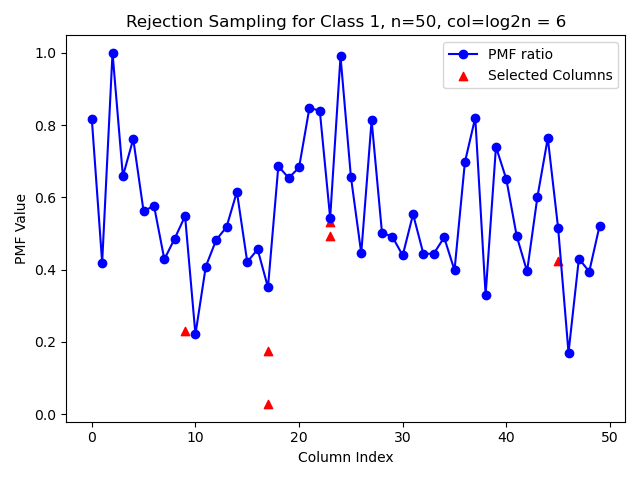 Rejection Sampling for Class 1, n=50, col=log2n = 6
PMF ratio
Selected Columns
PMF Value
1.0
0.8
0.6
0.4
0.2
0.0
0
10
20
30
40
50
Column Index